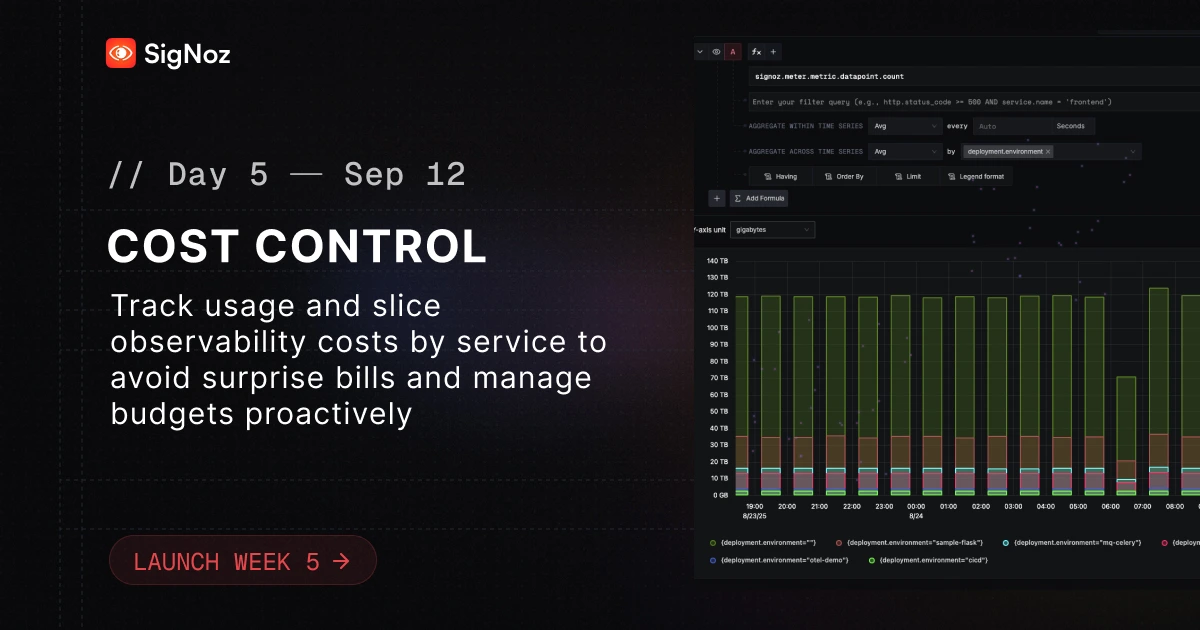 SigNoz
// Day 5 — Sep 12
COST CONTROL
Track usage and slice
observability costs by service to
avoid surprise bills and manage
budgets proactively
LAUNCH WEEK 5 →
A
fx
+
signoz.meter.metric.datapoint.count
Enter your filter query (e.g., http.status_code >= 500 AND service.name = 'frontend')
AGGREGATE WITHIN TIME SERIES Avg every Auto Seconds
AGGREGATE ACROSS TIME SERIES Avg by deployment.environment ×
Having Order By Limit Legend format
+ Σ Add Formula
Y-axis unit gigabytes
140 TB
130 TB
120 TB
110 TB
100 TB
90 TB
80 TB
70 TB
60 TB
50 TB
40 TB
30 TB
20 TB
10 TB
0 GB
19:00 20:00 21:00 22:00 23:00 00:00 01:00 02:00 03:00 04:00 05:00 06:00 07:00 08:00
8/23/25 8/24
{deployment.environment=""} {deployment.environment="sample-flask"} {deployment.environment="mq-celery"}
{deployment.environment="otel-demo"} {deployment.environment="cicd"}